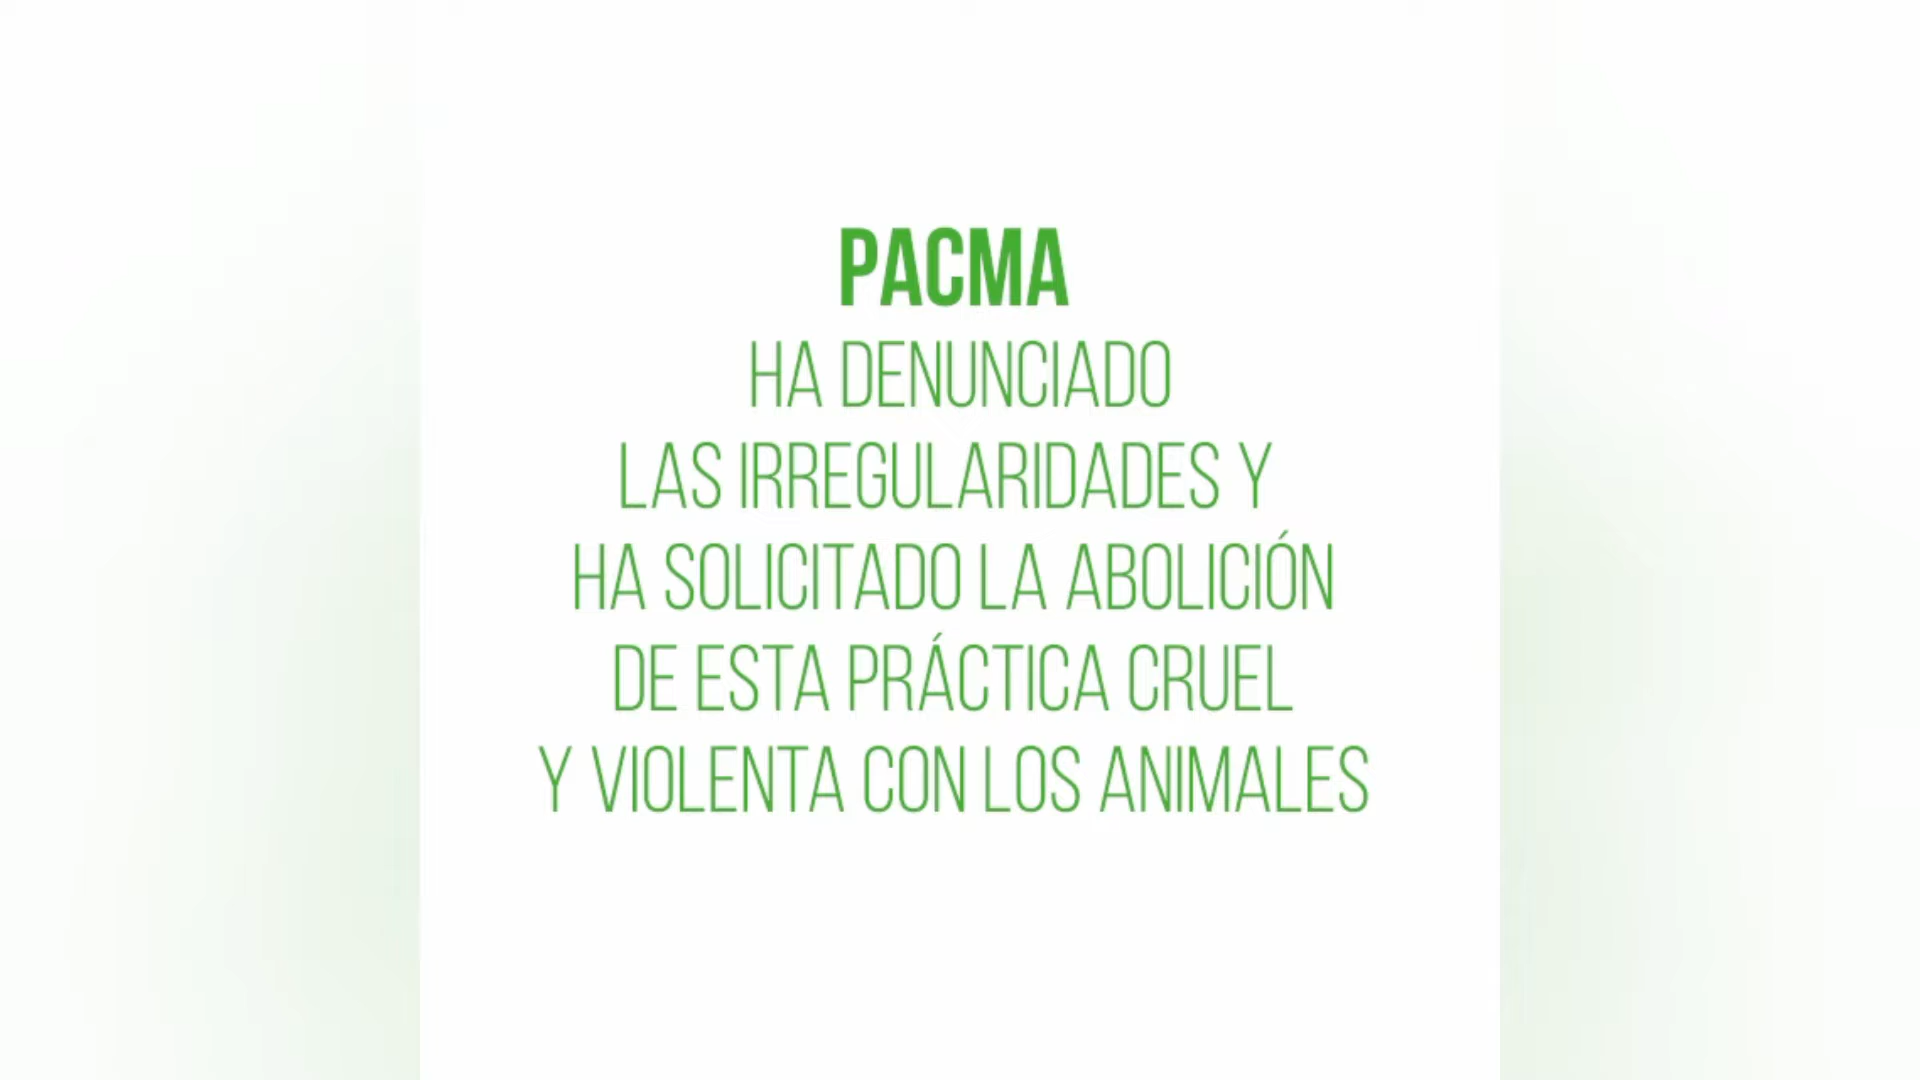 PACMA
HA DENUNCIADO
LAS IRREGULARIDADES Y
HA SOLICITADO LA ABOLICIÓN
DE ESTA PRÁCTICA CRUEL
Y VIOLENTA CON LOS ANIMALES